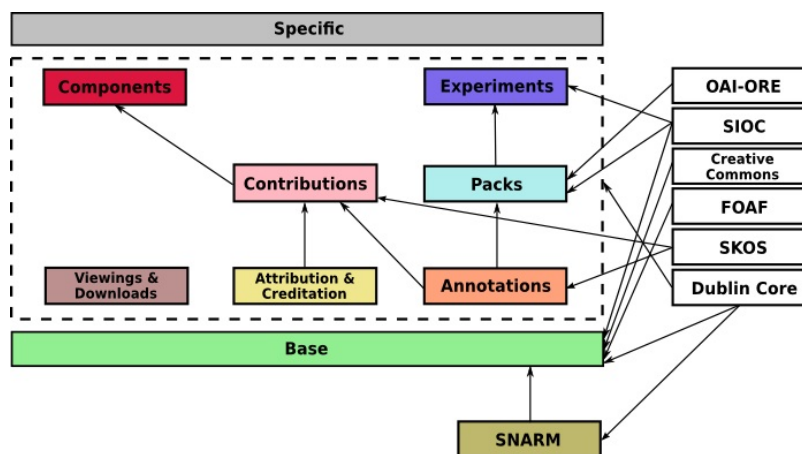 Specific
Components
Experiments
OAI-ORE
SIOC
Creative
Commons
Contributions
Packs
FOAF
SKOS
Viewings &
Downloads
Attribution &
Creditation
Annotations
Dublin Core
Base
SNARM